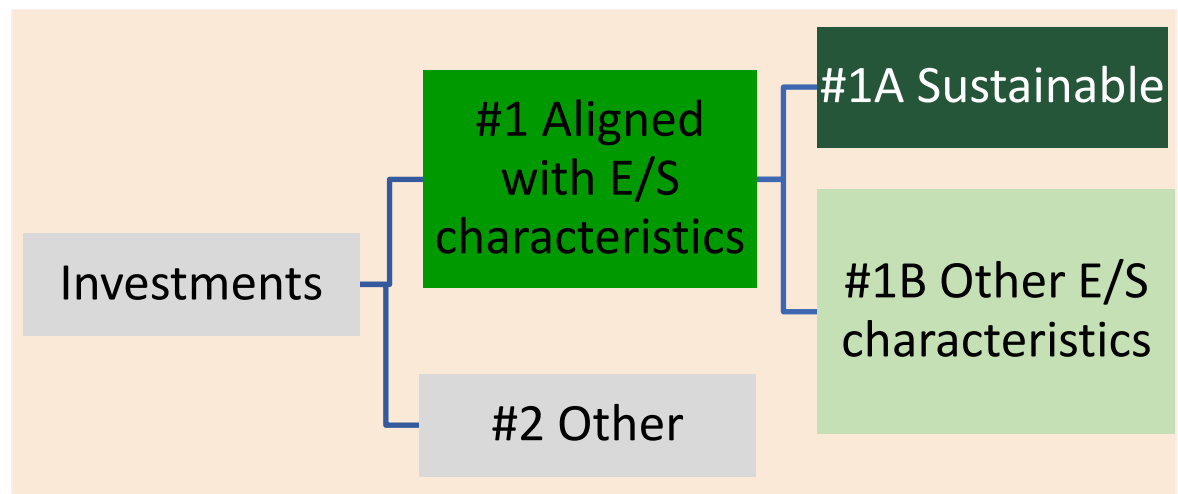 #1A Sustainable
#1 Aligned
with E/S
characteristics
Investments
#1B Other E/S
characteristics
#2 Other